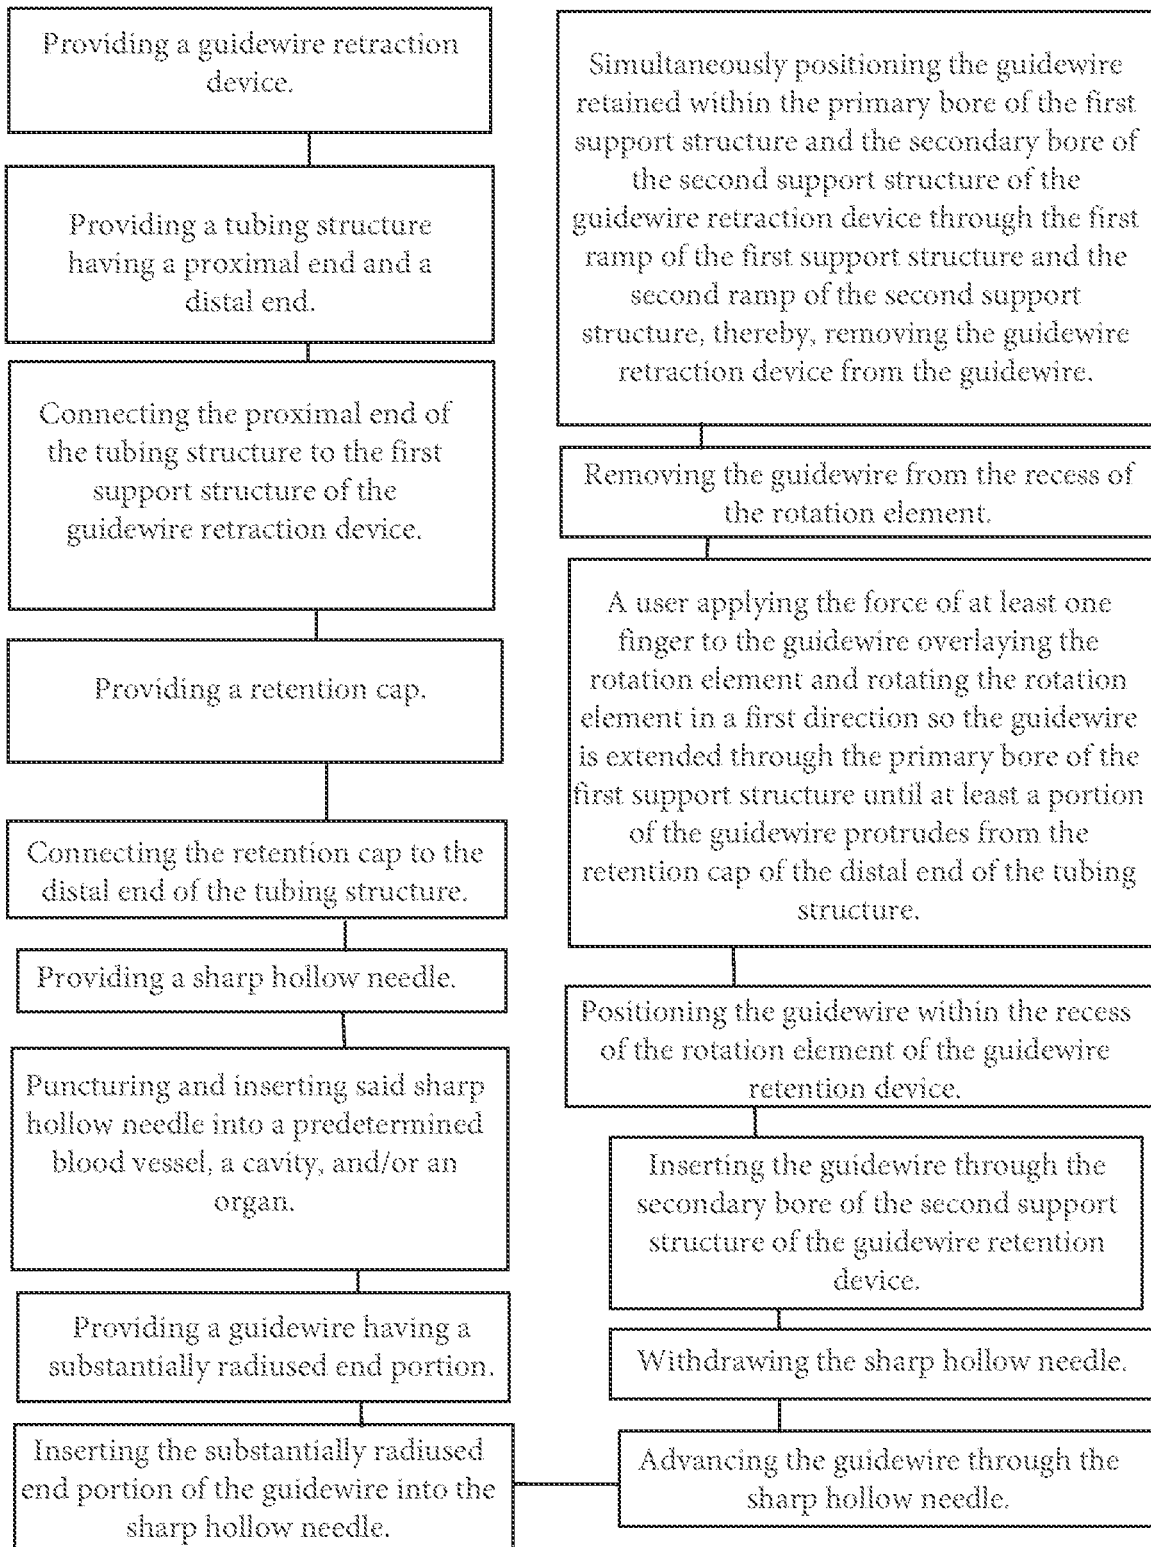 Providing a guidewire retraction
device.
Providing a tubing structure
having a proximal end and a
distal end.
Connecting the proximal end of
the tubing structure to the first
support structure of the
guidewire retraction device.
Providing a retention cap.
Connecting the retention cap to the
distal end of the tubing structure.
Providing a sharp hollow needle.
Puncturing and inserting said sharp
hollow needle into a predetermined
blood vessel, a cavity, and/or an
organ.
Providing a guidewire having a
substantially radiused end portion.
Inserting the substantially radiused
end portion of the guidewire into the
sharp hollow needle.
Advancing the guidewire through the
sharp hollow needle.
Withdrawing the sharp hollow needle.
Inserting the guidewire through the
secondary bore of the second support
structure of the guidewire retention
device.
Positioning the guidewire within the recess
of the rotation element of the guidewire
retention device.
A user applying the force of at least one
finger to the guidewire overlaying the
rotation element and rotating the rotation
element in a first direction so the guidewire
is extended through the primary bore of the
first support structure until at least a portion
of the guidewire protrudes from the
retention cap of the distal end of the tubing
structure.
Removing the guidewire from the recess of
the rotation element.
Simultaneously positioning the guidewire
retained within the primary bore of the first
support structure and the secondary bore of
the second support structure of the
guidewire retraction device through the first
ramp of the first support structure and the
second ramp of the second support
structure, thereby, removing the guidewire
retraction device from the guidewire.